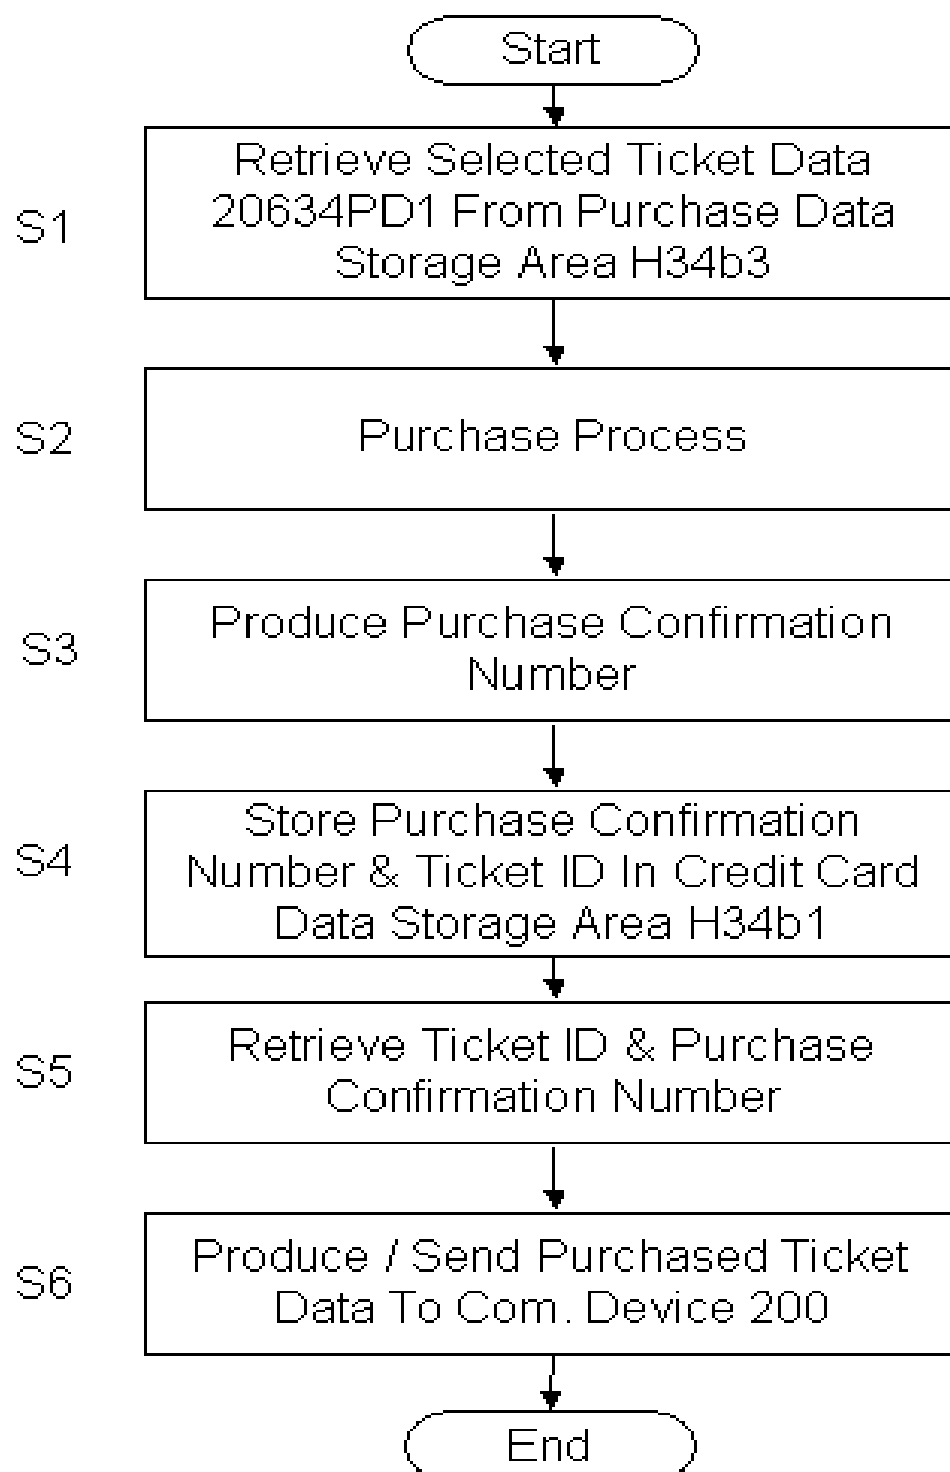 Start
S1
Retrieve Selected Ticket Data
20634PD1 From Purchase Data
Storage Area H34b3
S2
Purchase Process
S3
Produce Purchase Confirmation
Number
S4
Store Purchase Confirmation
Number & Ticket ID In Credit Card
Data Storage Area H34b1
S5
Retrieve Ticket ID & Purchase
Confirmation Number
S6
Produce / Send Purchased Ticket
Data To Com. Device 200
End